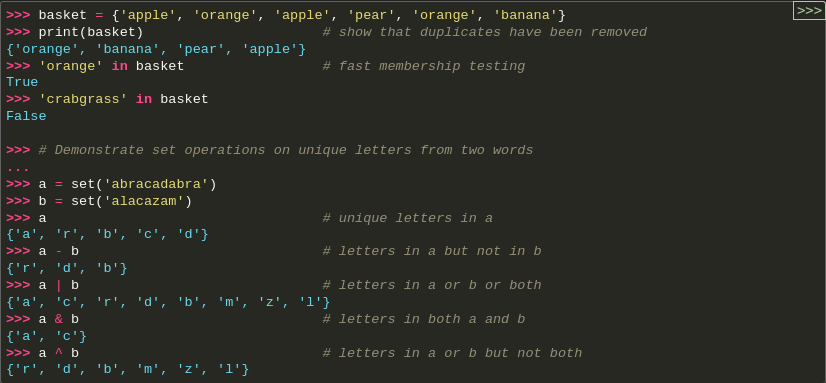 >>> basket = {'apple', 'orange', 'apple', 'pear', 'orange', 'banana'}
>>>
>>> print(basket)                      # show that duplicates have been removed
{'orange', 'banana', 'pear', 'apple'}
>>> 'orange' in basket                 # fast membership testing
True
>>> 'crabgrass' in basket
False

>>> # Demonstrate set operations on unique letters from two words
...
>>> a = set('abracadabra')
>>> b = set('alacazam')
>>> a                                  # unique letters in a
{'a', 'r', 'b', 'c', 'd'}
>>> a - b                              # letters in a but not in b
{'r', 'd', 'b'}
>>> a | b                              # letters in a or b or both
{'a', 'c', 'r', 'd', 'b', 'm', 'z', 'l'}
>>> a & b                              # letters in both a and b
{'a', 'c'}
>>> a ^ b                              # letters in a or b but not both
{'r', 'd', 'b', 'm', 'z', 'l'}